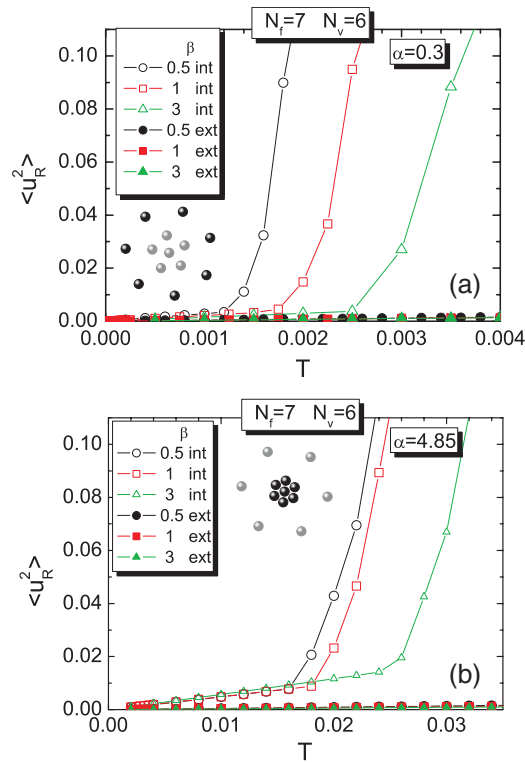 N_f=7 N_v=6
α=0.3
β
0.5 int
1 int
3 int
0.5 ext
1 ext
3 ext
0.10
0.08
0.06
0.04
0.02
0.00
<u_R^2>
(a)
0.000 0.001 0.002 0.003 0.004
T
N_f=7 N_v=6
α=4.85
β
0.5 int
1 int
3 int
0.5 ext
1 ext
3 ext
0.10
0.08
0.06
0.04
0.02
0.00
<u_R^2>
(b)
0.00 0.01 0.02 0.03
T